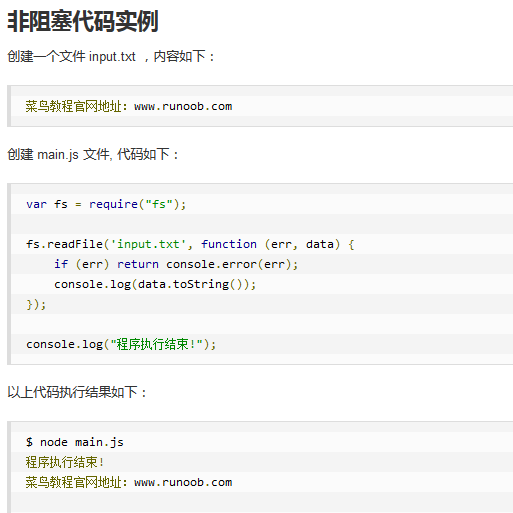 非阻塞代码实例
创建一个文件 input.txt ，内容如下：
菜鸟教程官网地址：www.runoob.com
创建 main.js 文件, 代码如下：
var fs = require("fs");
fs.readFile('input.txt', function (err, data) {
    if (err) return console.error(err);
    console.log(data.toString());
});
console.log("程序执行结束!");
以上代码执行结果如下：
$ node main.js
程序执行结束!
菜鸟教程官网地址：www.runoob.com